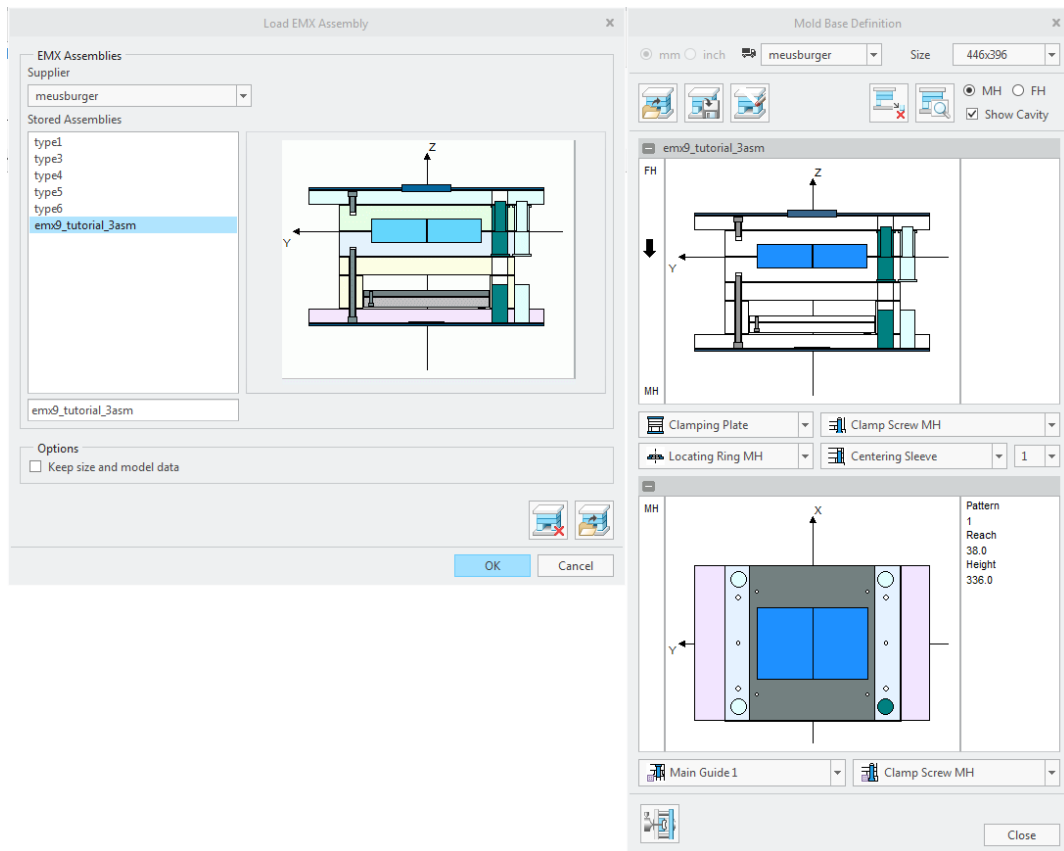 Load EMX Assembly
x
EMX Assemblies
Supplier
meusburger
Stored Assemblies
type1
type3
type4
type5
type6
emx9_tutorial_3asm
Z
Y
emx9_tutorial_3asm
Options
Keep size and model data
OK
Cancel
Mold Base Definition
x
mm
inch
meusburger
Size
446x396
MH
FH
Show Cavity
emx9_tutorial_3asm
FH
Z
Y
MH
Clamping Plate
Clamp Screw MH
Locating Ring MH
Centering Sleeve
1
MH
X
Y
Pattern
1
Reach
38.0
Height
336.0
Main Guide 1
Clamp Screw MH
Close